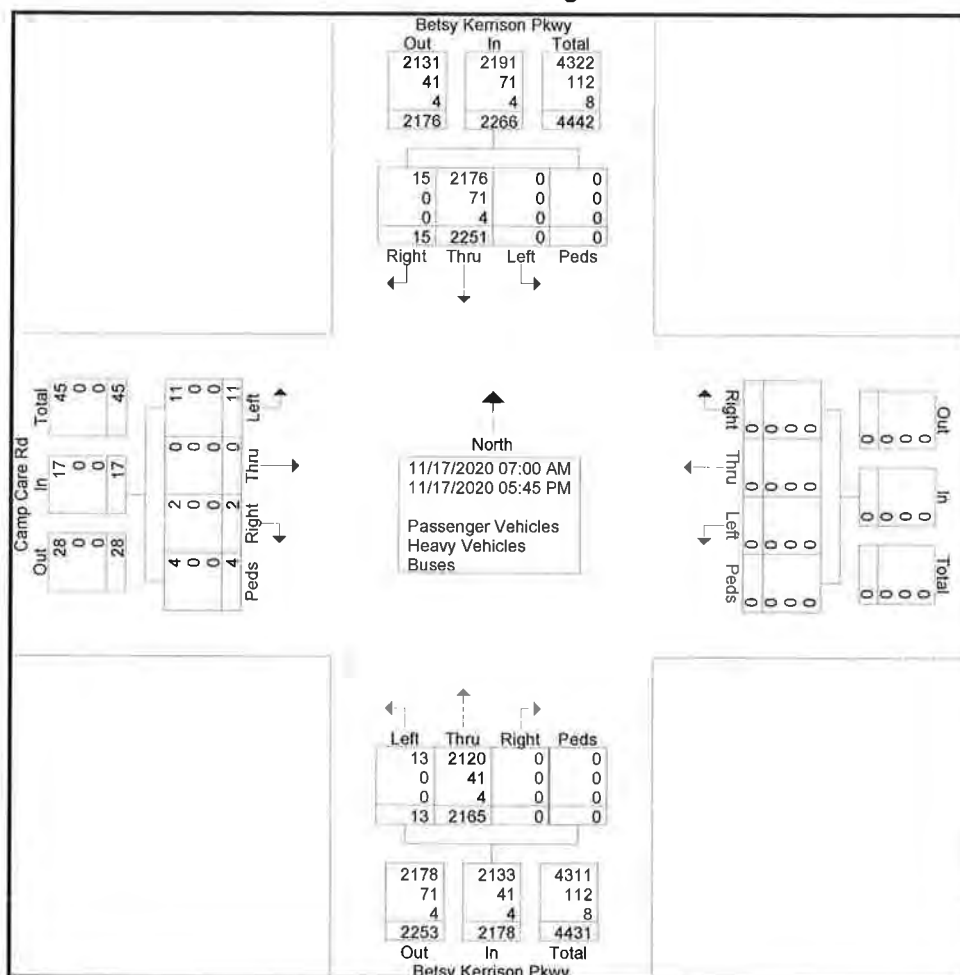 Betsy Kerrison Pkwy
Out In Total
2131 2191 4322
41 71 112
4 4 8
2176 2266 4442
15 2176 0 0
0 71 0 0
0 4 0 0
15 2251 0 0
Right Thru Left Peds
Camp Care Rd
Out In Total
28 17 45
0 0 0
0 0 0
28 17 45
Peds Right Thru Left
4 2 0 11
0 0 0 0
0 0 0 0
4 2 0 11
North
11/17/2020 07:00 AM
11/17/2020 05:45 PM
Passenger Vehicles
Heavy Vehicles
Buses
Right Thru Left Peds
0 0 0 0
0 0 0 0
0 0 0 0
0 0 0 0
Out In Total
0 0 0
0 0 0
0 0 0
0 0 0
Left Thru Right Peds
13 2120 0 0
0 41 0 0
0 4 0 0
13 2165 0 0
2178 2133 4311
71 41 112
4 4 8
2253 2178 4431
Out In Total
Betsy Kerrison Pkwy